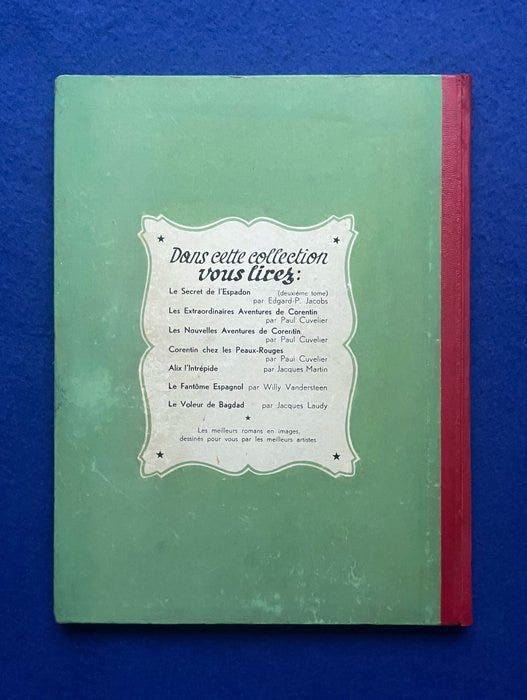 Dans cette collection
vous lirez:
Le Secret de l'Espadon (deuxième tome)
par Edgard-P. Jacobs
Les Extraordinaires Aventures de Corentin
par Paul Cuvelier
Les Nouvelles Aventures de Corentin
par Paul Cuvelier
Corentin chez les Peaux-Rouges
par Paul Cuvelier
Alix l'Intrépide par Jacques Martin
Le Fantôme Espagnol par Willy Vandersteen
Le Voleur de Bagdad par Jacques Laudy
Les meilleurs romans en images,
dessinés pour vous par les meilleurs artistes